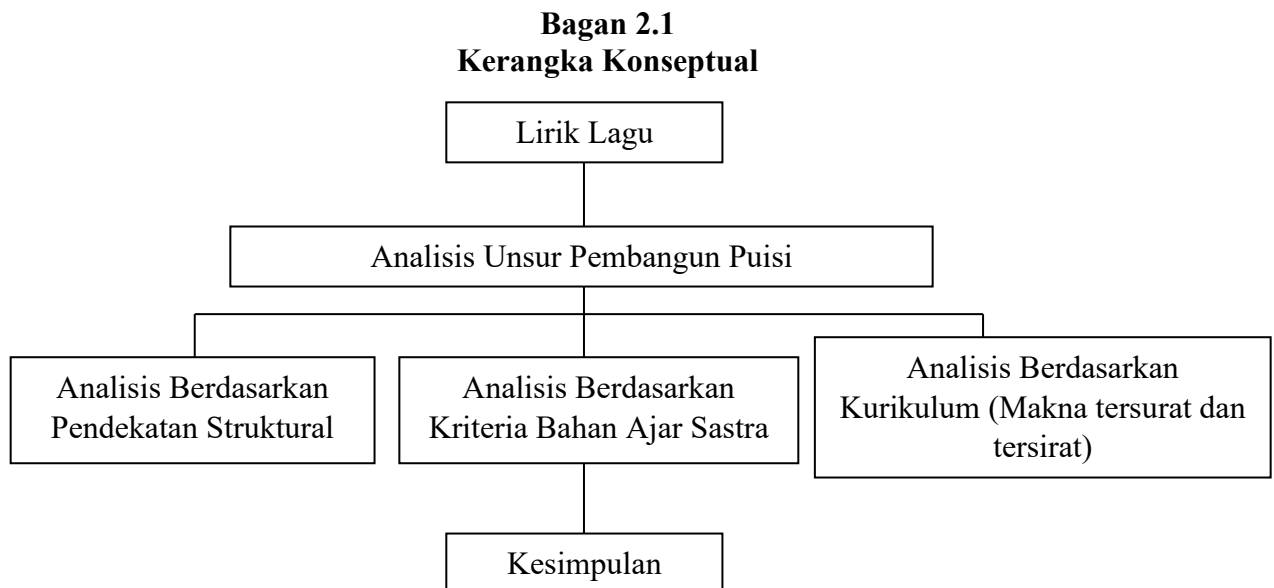 Bagan 2.1
Kerangka Konseptual
Lirik Lagu
Analisis Unsur Pembangun Puisi
Analisis Berdasarkan
Pendekatan Struktural
Analisis Berdasarkan
Kriteria Bahan Ajar Sastra
Analisis Berdasarkan
Kurikulum (Makna tersurat dan
tersirat)
Kesimpulan